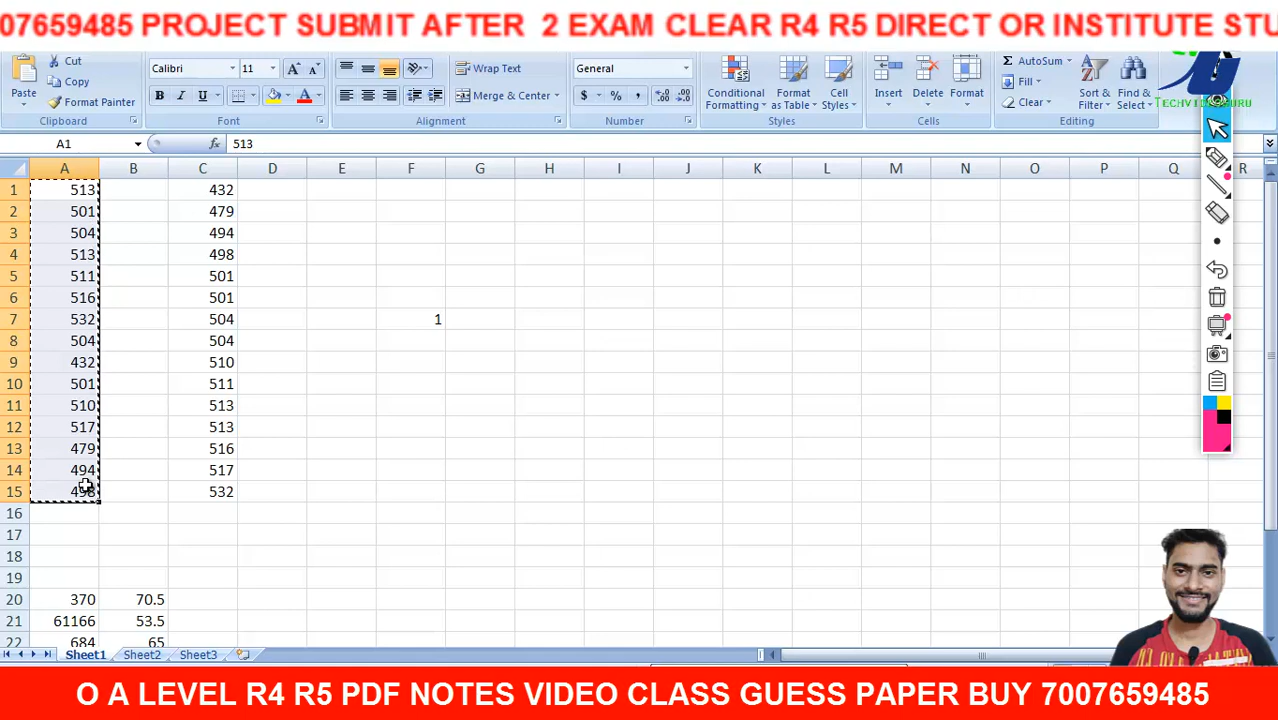 07659485 PROJECT SUBMIT AFTER 2 EXAM CLEAR R4 R5 DIRECT OR INSTITUTE STU
Cut
Copy
Format Painter
Paste
Clipboard
Calibri 11
B I U
Font
Wrap Text
Merge & Center
Alignment
General
$ % ,
Number
Conditional Formatting
Format as Table
Cell Styles
Styles
Insert
Delete
Format
Cells
AutoSum
Fill
Clear
Sort & Filter
Find & Select
Editing
TECHVEDGURU
A1 fx 513
A B C D E F G H I J K L M N O P Q R
1 513 432
2 501 479
3 504 494
4 513 498
5 511 501
6 516 501
7 532 504 1
8 504 504
9 432 510
10 501 511
11 510 513
12 517 513
13 479 516
14 494 517
15 498 532
16
17
18
19
20 370 70.5
21 61166 53.5
22 684 65
Sheet1 Sheet2 Sheet3
O A LEVEL R4 R5 PDF NOTES VIDEO CLASS GUESS PAPER BUY 7007659485